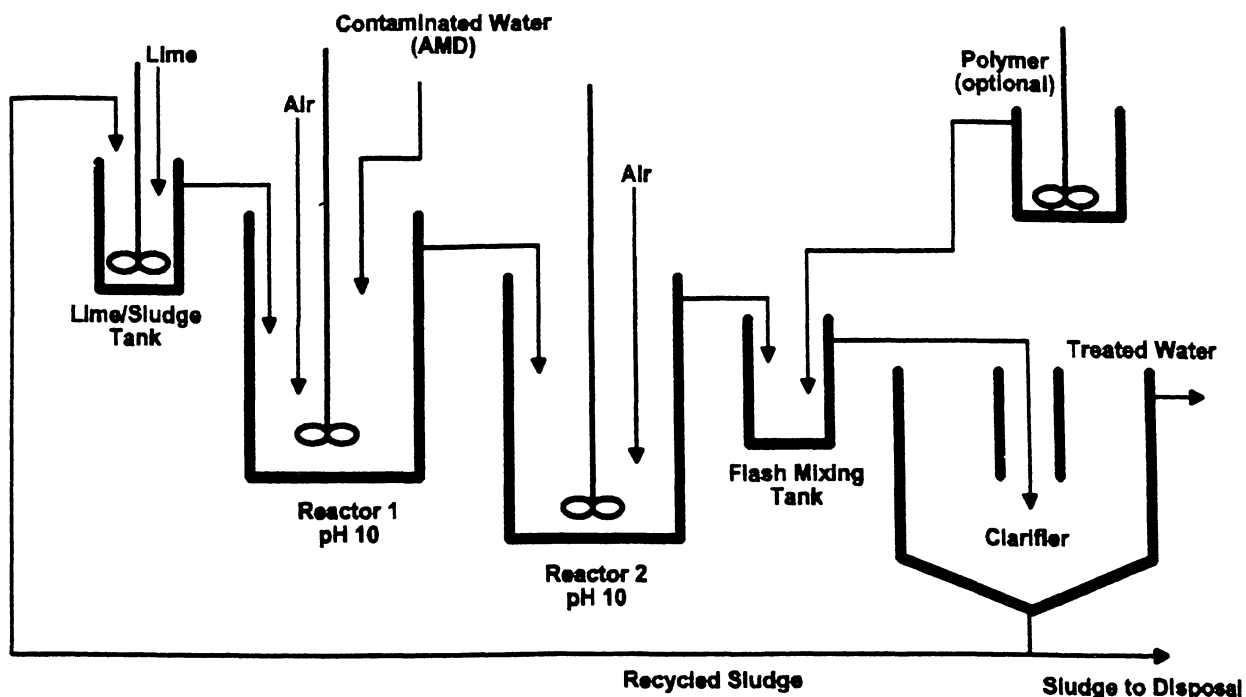 Contaminated Water
(AMD)
Lime
Air
Polymer
(optional)
Air
Lime/Sludge
Tank
Treated Water
Reactor 1
pH 10
Flash Mixing
Tank
Clarifier
Reactor 2
pH 10
Recycled Sludge
Sludge to Disposal